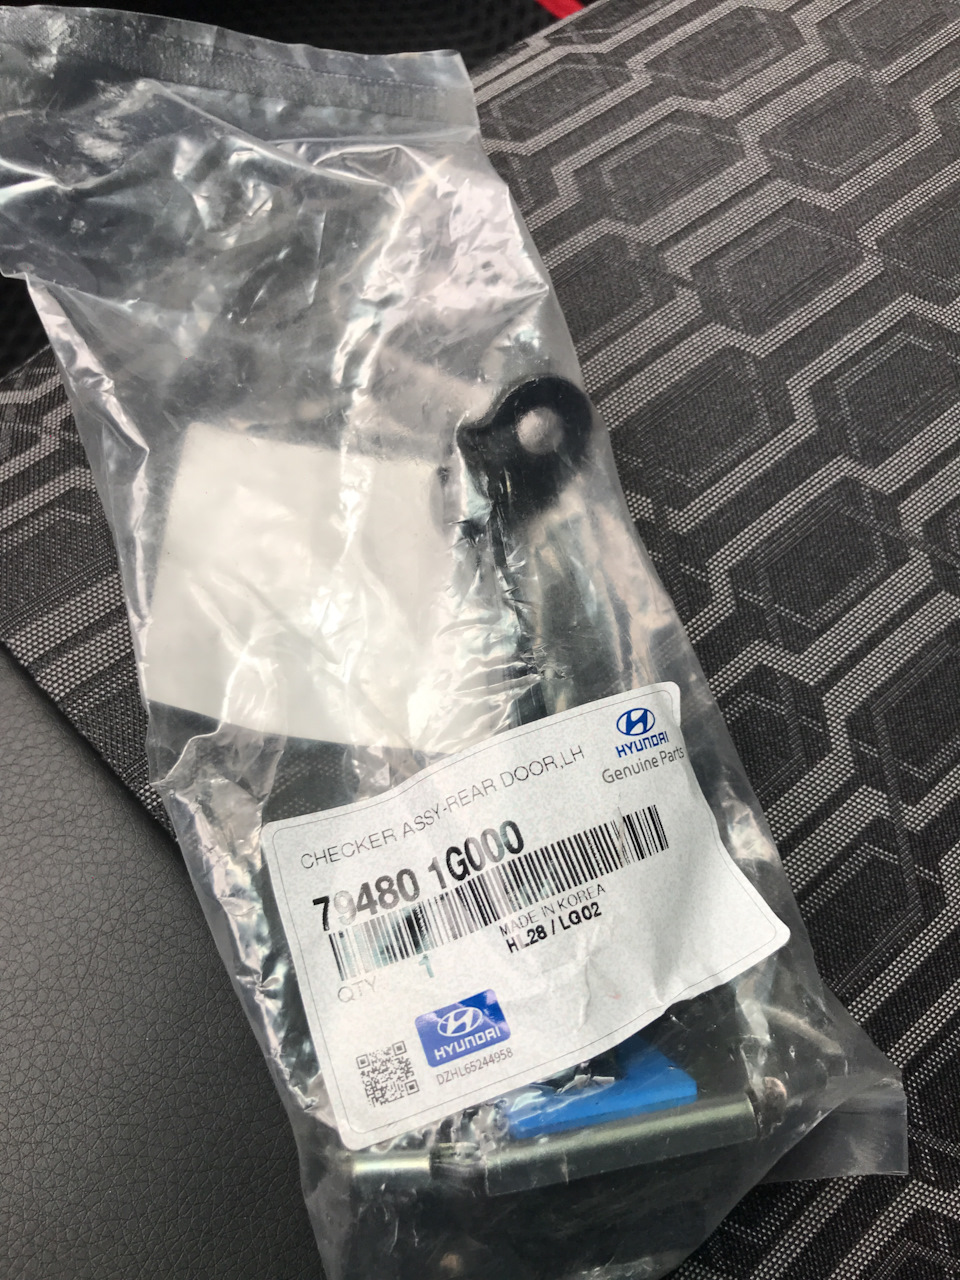 HYUNDAI
Genuine Parts
CHECKER ASSY-REAR DOOR,LH
79480 1G000
MADE IN KOREA
HL28 / LG02
QTY 1
HYUNDAI
DZHL65244958